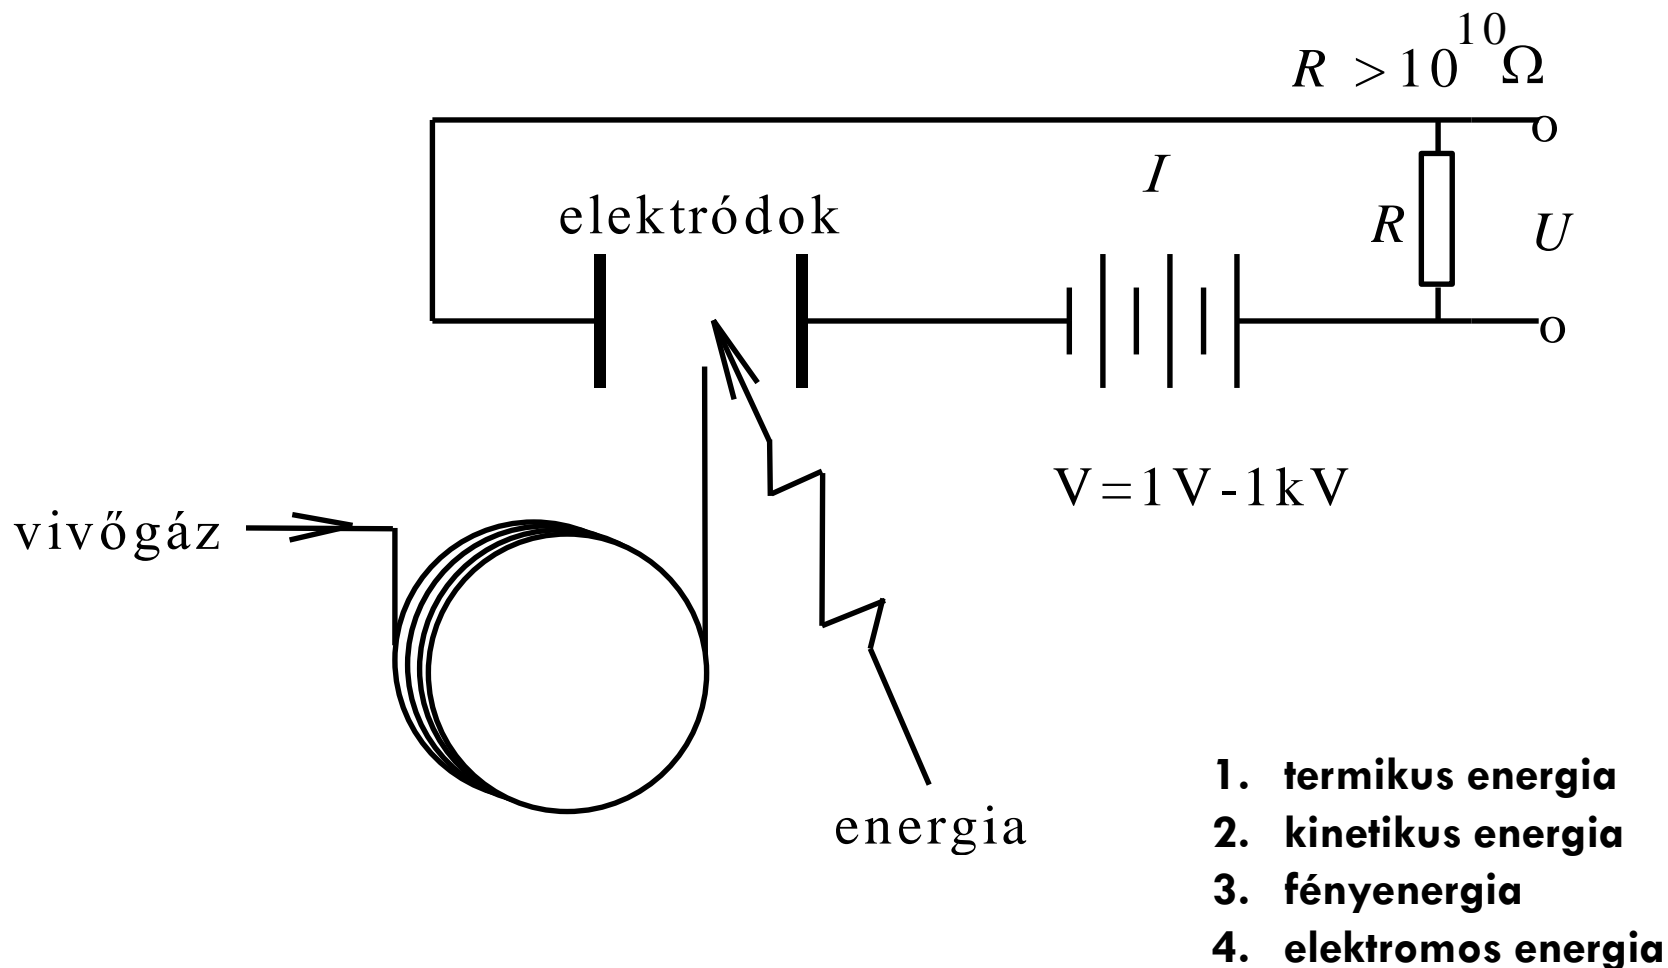 R > 10¹⁰Ω
I
elektródok
R
U
V=1V-1kV
vivőgáz
energia
1. termikus energia
2. kinetikus energia
3. fényenergia
4. elektromos energia